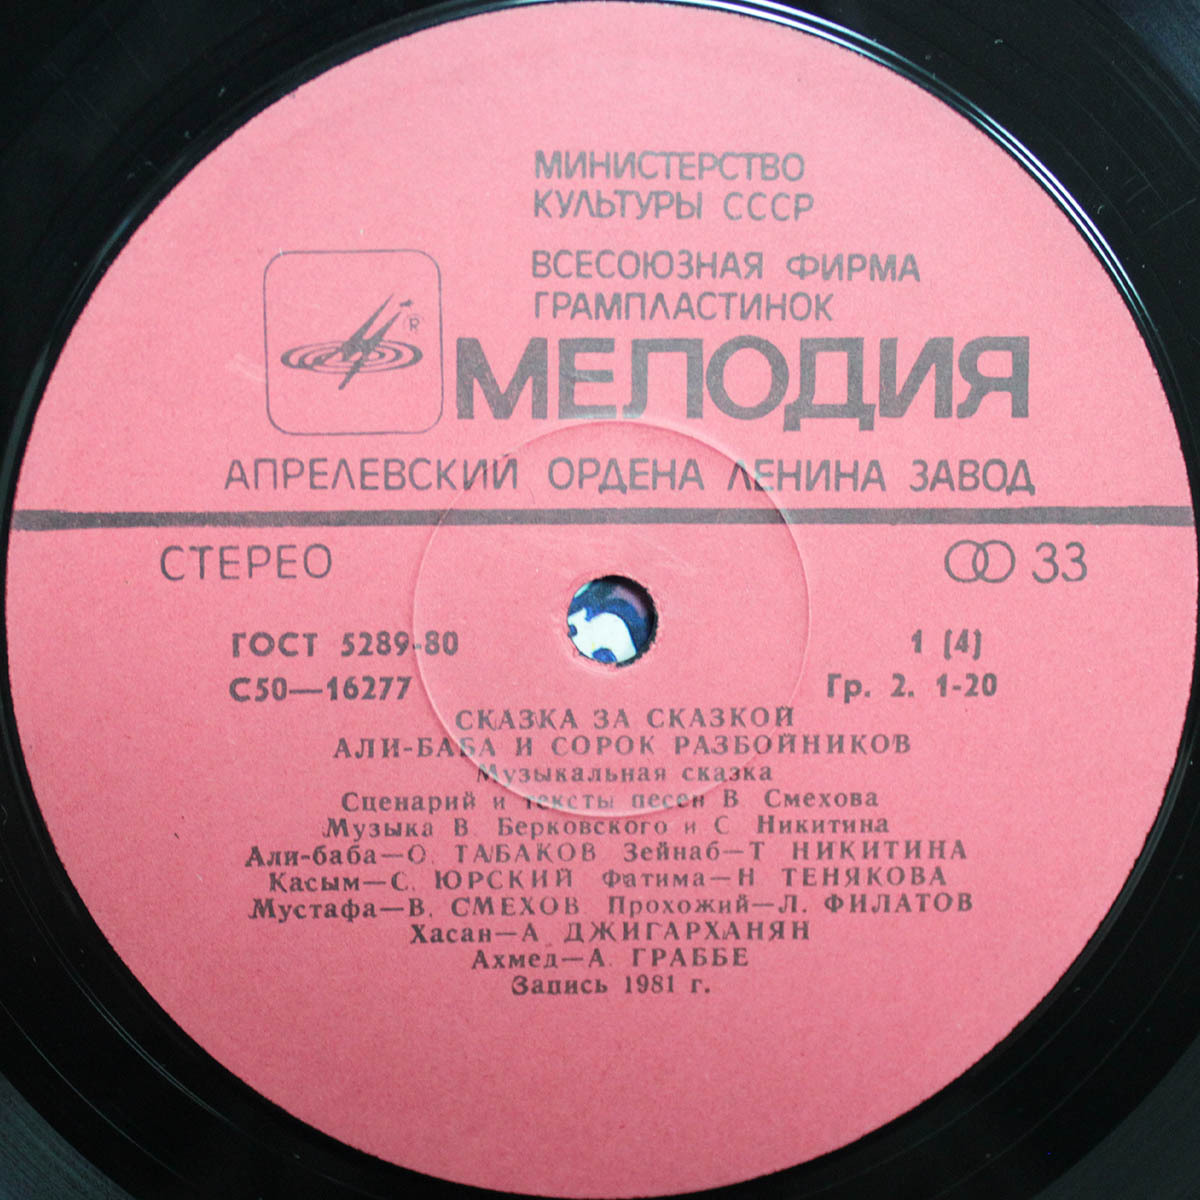 МИНИСТЕРСТВО
КУЛЬТУРЫ СССР
ВСЕСОЮЗНАЯ ФИРМА
ГРАМПЛАСТИНОК
®
МЕЛОДИЯ
АПРЕЛЕВСКИЙ ОРДЕНА ЛЕНИНА ЗАВОД
СТЕРЕО 33
ГОСТ 5289-80 1 (4)
С50—16277 Гр. 2. 1-20
СКАЗКА ЗА СКАЗКОЙ
АЛИ-БАБА И СОРОК РАЗБОЙНИКОВ
Музыкальная сказка
Сценарий и тексты песен В. Смехова
Музыка В. Берковского и С. Никитина
Али-баба—О. ТАБАКОВ Зейнаб—Т. НИКИТИНА
Касым—С. ЮРСКИЙ Фатима—Н. ТЕНЯКОВА
Мустафа—В. СМЕХОВ Прохожий—Л. ФИЛАТОВ
Хасан—А. ДЖИГАРХАНЯН
Ахмед—А. ГРАББЕ
Запись 1981 г.